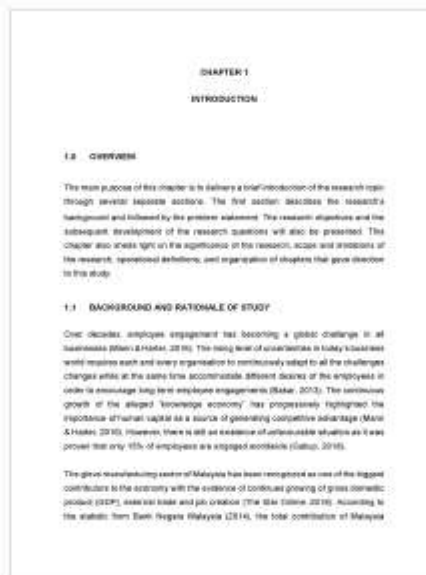 CHAPTER 1
INTRODUCTION
1.0 OVERVIEW
The main purpose of this chapter is to delivers a brief introduction of the research topic
through several separate sections. The first section describes the research's
background and followed by the problem statement. The research objectives and the
subsequent development of the research questions will also be presented. This
chapter also sheds light on the significance of the research, scope and limitations of
the research, operational definitions, and organization of chapters that gave direction
to this study.
1.1 BACKGROUND AND RATIONALE OF STUDY
Over decades, employee engagement has becoming a global challenge in all
businesses (Mann & Harter, 2016). The rising level of uncertainties in today's business
world requires each and every organisation to continuously adapt to all the challenges
changes while at the same time accommodate different desires of the employees in
order to encourage long term employee engagements (Bakar, 2013). The continuous
growth of the alleged "knowledge economy" has progressively highlighted the
importance of human capital as a source of generating competitive advantage (Mann
& Harter, 2016). However, there is still an existence of unfavourable situation as it was
proven that only 15% of employees are engaged worldwide (Gallup, 2018).
The glove manufacturing sector of Malaysia has been recognized as one of the biggest
contributors to the economy with the evidence of continues growing of gross domestic
product (GDP), external trade and job creation (The Star Online, 2018). According to
the statistic from Bank Negara Malaysia (2014), the total contribution of Malaysia